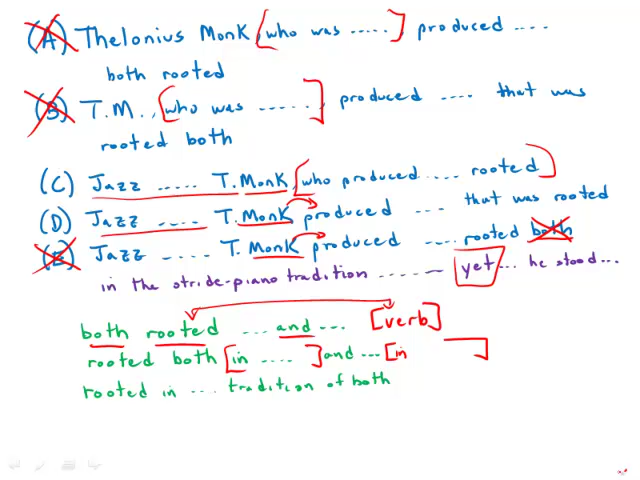 (A) Thelonius Monk, [who was .....] produced ....
both rooted
(B) T.M., [who was ......] produced .... that was
rooted both
(C) Jazz ..... T. Monk, [who produced .... rooted]
(D) Jazz ..... T. Monk produced ... that was rooted
(E) Jazz .... T. Monk produced .... rooted both
in the stride-piano tradition ..... yet ... he stood...
both rooted ... and ... [verb]
rooted both [in ....] and ... [in ]
rooted in .... tradition of both